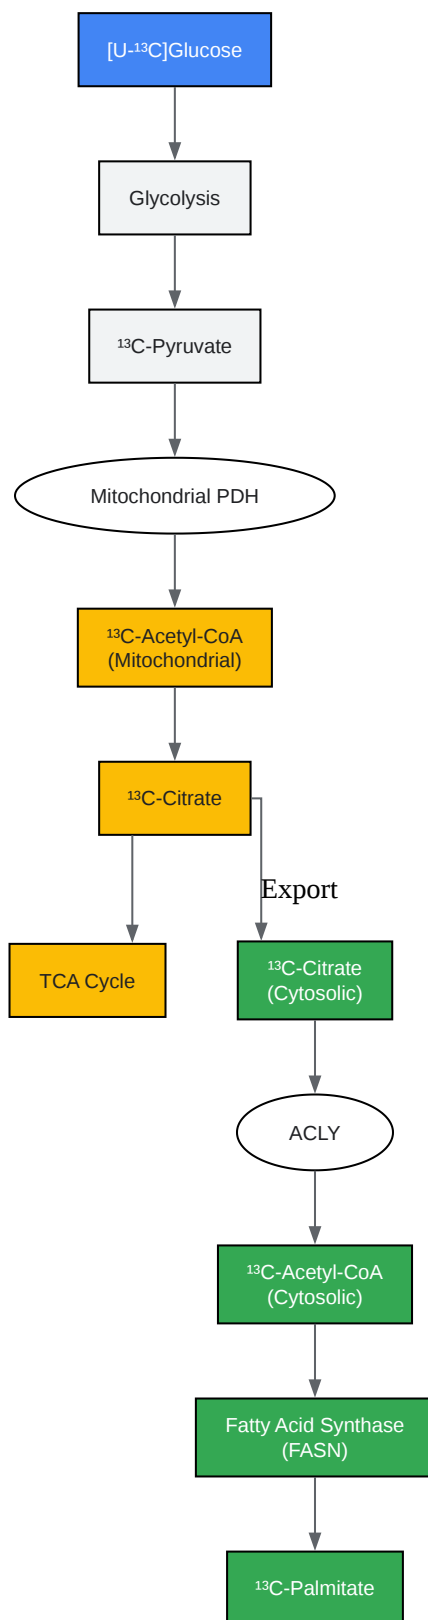 [U-¹³C]Glucose
Glycolysis
¹³C-Pyruvate
Mitochondrial PDH
¹³C-Acetyl-CoA
(Mitochondrial)
¹³C-Citrate
Export
TCA Cycle
¹³C-Citrate
(Cytosolic)
ACLY
¹³C-Acetyl-CoA
(Cytosolic)
Fatty Acid Synthase
(FASN)
¹³C-Palmitate